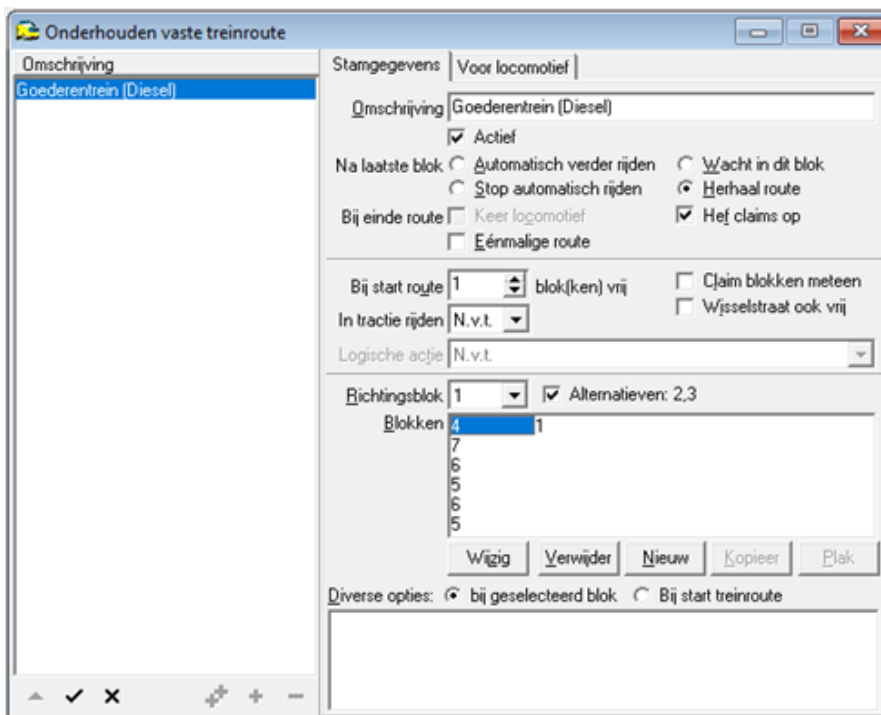 Onderhouden vaste treinroute
Omschrijving
Goederentrein (Diesel)
Stamgegevens Voor locomotief
Omschrijving Goederentrein (Diesel)
Actief
Na laatste blok Automatisch verder rijden Wacht in dit blok
Stop automatisch rijden Herhaal route
Bij einde route Keer locomotief Hef claims op
Eénmalige route
Bij start route 1 blok(ken) vrij Claim blokken meteen
Wisselstraat ook vrij
In tractie rijden N.v.t.
Logische actie N.v.t.
Richtingsblok 1 Alternatieven: 2,3
Blokken 4 1
7
6
5
6
5
Wijzig Verwijder Nieuw Kopieer Plak
Diverse opties: bij geselecteerd blok Bij start treinroute